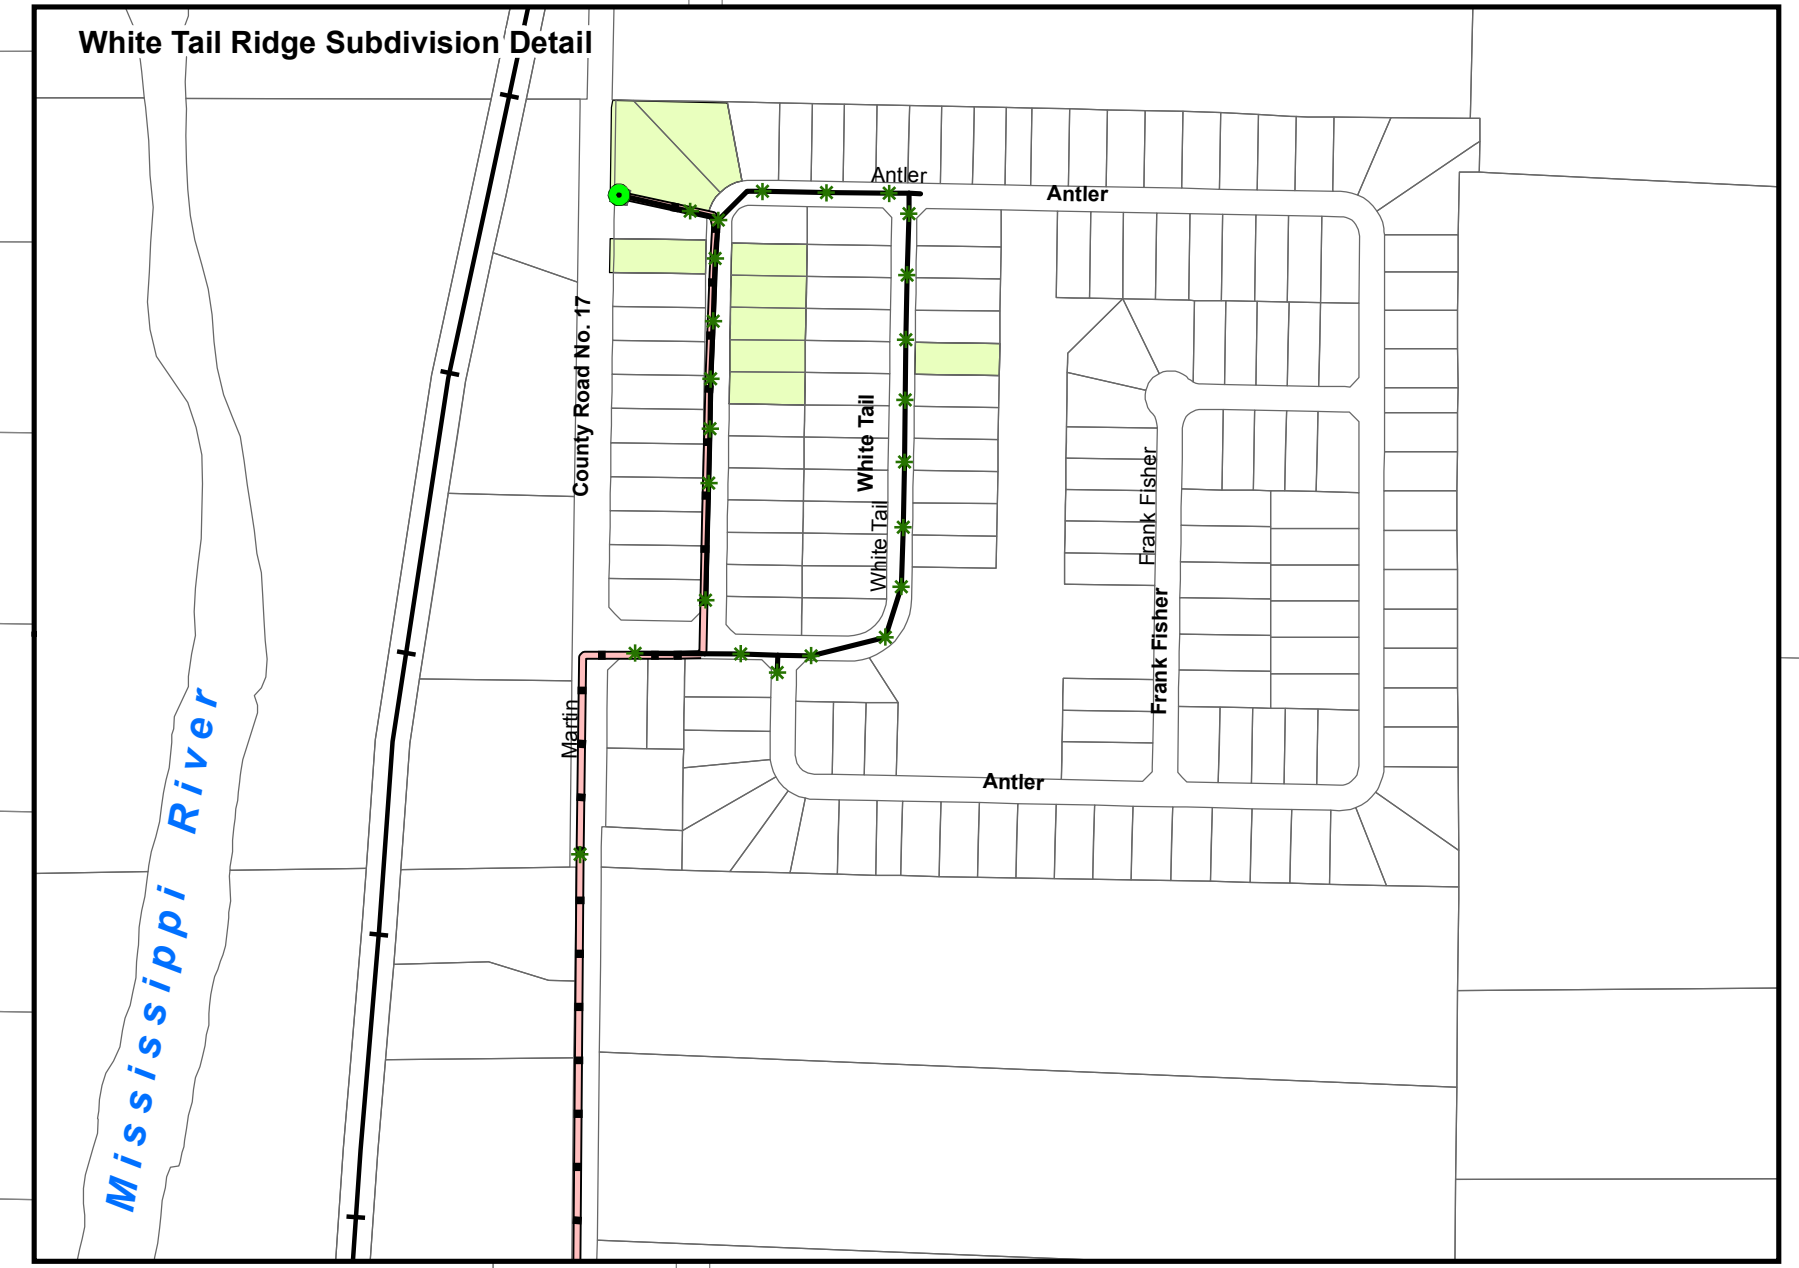 White Tail Ridge Subdivision Detail
Antler
Antler
County Road No. 17
White Tail
White Tail
Frank Fisher
Frank Fisher
Martin
Antler
Mississippi River